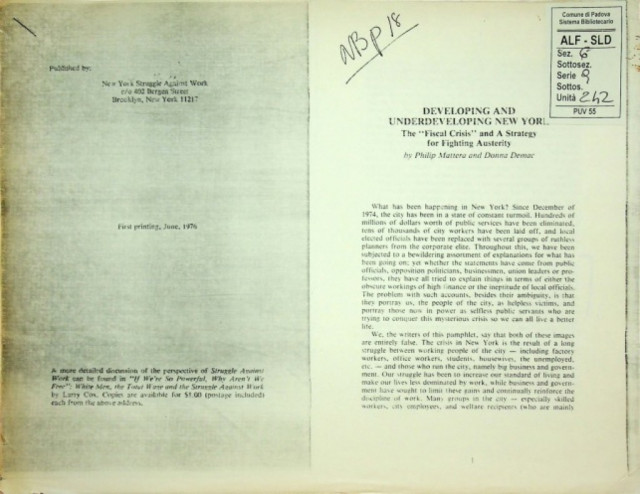 Published by:
New York Struggle Against Work
c/o 402 Bergen Street
Brooklyn, New York 11217
First printing, June, 1976
A more detailed discussion of the perspective of Struggle Against
Work can be found in "If We're So Powerful, Why Aren't We
Free": White Men, the Total Wage and the Struggle Against Work
by Larry Cox. Copies are available for $1.00 (postage included)
each from the above address.
NB p 18
Comune di Padova
Sistema Bibliotecario
ALF - SLD
Sez. 6
Sottosez.
Serie 9
Sottos.
Unità 242
PUV 55
DEVELOPING AND
UNDERDEVELOPING NEW YORK
The "Fiscal Crisis" and A Strategy
for Fighting Austerity
by Philip Mattera and Donna Demac
What has been happening in New York? Since December of
1974, the city has been in a state of constant turmoil. Hundreds of
millions of dollars worth of public services have been eliminated,
tens of thousands of city workers have been laid off, and local
elected officials have been replaced with several groups of ruthless
planners from the corporate elite. Throughout this, we have been
subjected to a bewildering assortment of explanations for what has
been going on; yet whether the statements have come from public
officials, opposition politicians, businessmen, union leaders or pro-
fessors, they have all tried to explain things in terms of either the
obscure workings of high finance or the ineptitude of local officials.
The problem with such accounts, besides their ambiguity, is that
they portray us, the people of the city, as helpless victims, and
portray those now in power as selfless public servants who are
trying to conquer this mysterious crisis so we can all live a better
life.
We, the writers of this pamphlet, say that both of these images
are entirely false. The crisis in New York is the result of a long
struggle between working people of the city — including factory
workers, office workers, students, housewives, the unemployed,
etc. — and those who run the city, namely big business and govern-
ment. Our struggle has been to increase our standard of living and
make our lives less dominated by work, while business and govern-
ment have sought to limit these gains and continually reinforce the
discipline of work. Many groups in the city — especially skilled
workers, city employees, and welfare recipients (who are mainly